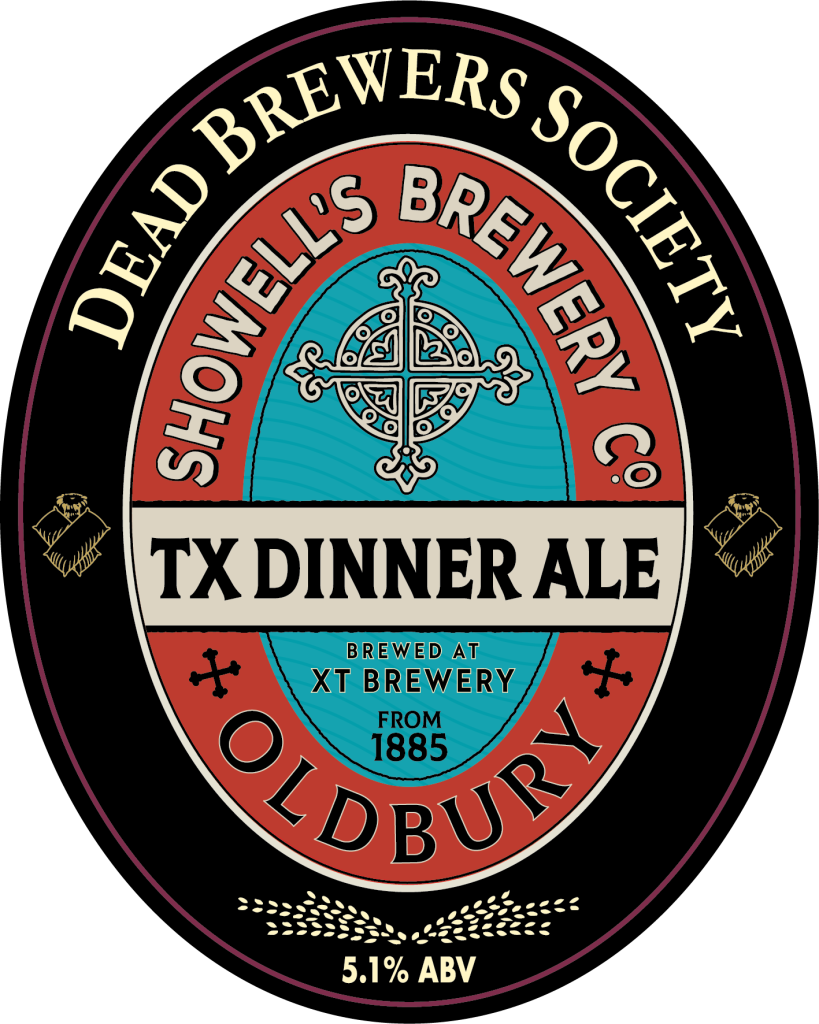 DEAD BREWERS SOCIETY
SHOWELL'S BREWERY Co.
TX DINNER ALE
BREWED AT
XT BREWERY
FROM
1885
OLDBURY
5.1% ABV